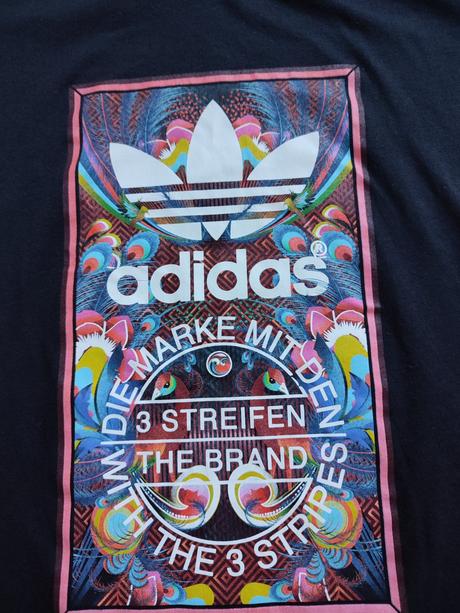 adidas®
DIE MARKE MIT DEN
3 STREIFEN
THE BRAND
WITH THE 3 STRIPES